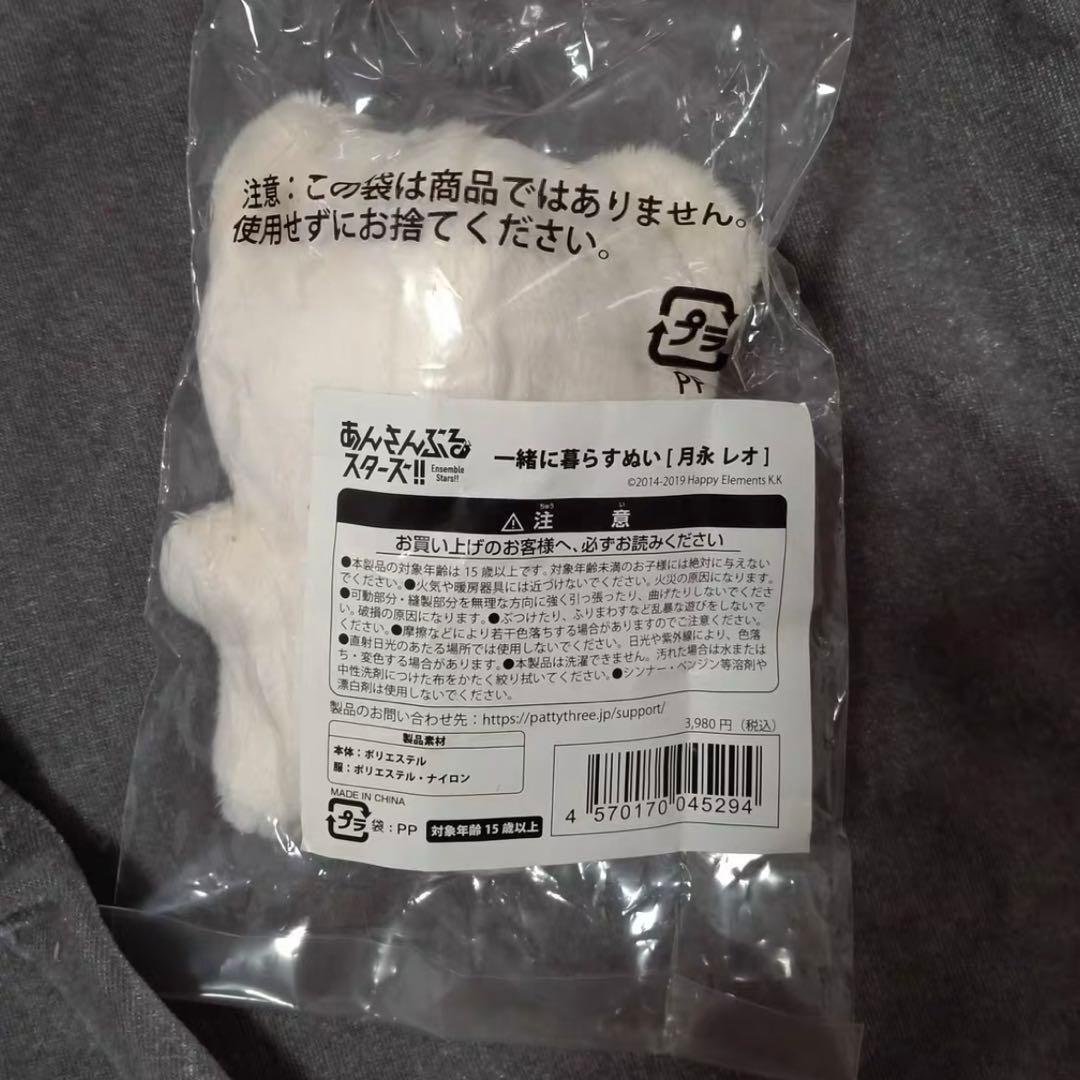 注意：この袋は商品ではありません。
使用せずにお捨てください。
プラ
PP
あんさんぶる
スターズ!!
Ensemble
Stars!!
一緒に暮らすぬい [ 月永 レオ ]
©2014-2019 Happy Elements K.K
⚠ 注 意
ちゅう い
お買い上げのお客様へ、必ずお読みください
●本製品の対象年齢は 15 歳以上です。対象年齢未満のお子様には絶対に与えない
でください。●火気や暖房器具には近づけないでください。火災の原因になります。
●可動部分・縫製部分を無理な方向に強く引っ張ったり、曲げたりしないでくださ
い。破損の原因になります。●ぶつけたり、ふりまわすなど乱暴な遊びをしないで
ください。●摩擦などにより若干色落ちする場合がありますのでご注意ください。
●直射日光のあたる場所では使用しないでください。日光や紫外線により、色落
ち・変色する場合があります。●本製品は洗濯できません。汚れた場合は水または
中性洗剤につけた布をかたく絞り拭いてください。●シンナー・ベンジン等溶剤や
漂白剤は使用しないでください。
製品のお問い合わせ先：https://pattythree.jp/support/
3,980 円（税込）
製品素材
本体：ポリエステル
服：ポリエステル・ナイロン
MADE IN CHINA
プラ 袋：PP
対象年齢 15 歳以上
4 570170 045294